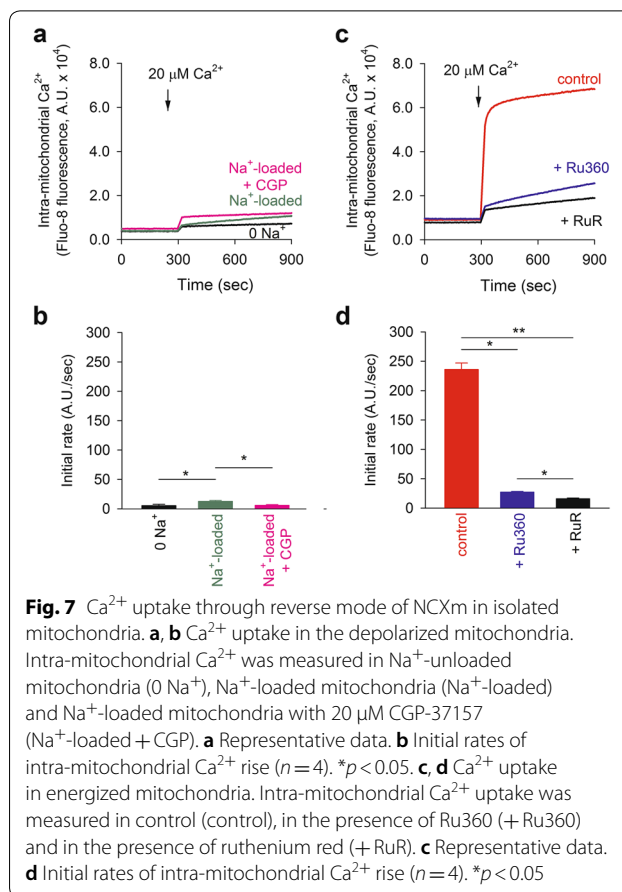 a
Intra-mitochondrial Ca²⁺
(Fluo-8 fluorescence, A.U. x 10⁴)
8.0
6.0
4.0
2.0
0.0
20 μM Ca²⁺
Na⁺-loaded
+ CGP
Na⁺-loaded
0 Na⁺
0 300 600 900
Time (sec)
c
Intra-mitochondrial Ca²⁺
(Fluo-8 fluorescence, A.U. x 10⁴)
8.0
6.0
4.0
2.0
0.0
20 μM Ca²⁺
control
+ Ru360
+ RuR
0 300 600 900
Time (sec)
b
Initial rate (A.U./sec)
300
250
200
150
100
50
0
* *
0 Na⁺
Na⁺-loaded
Na⁺-loaded
+ CGP
d
Initial rate (A.U./sec)
300
250
200
150
100
50
0
**
*
*
control
+ Ru360
+ RuR
Fig. 7 Ca²⁺ uptake through reverse mode of NCXm in isolated
mitochondria. a, b Ca²⁺ uptake in the depolarized mitochondria.
Intra-mitochondrial Ca²⁺ was measured in Na⁺-unloaded
mitochondria (0 Na⁺), Na⁺-loaded mitochondria (Na⁺-loaded)
and Na⁺-loaded mitochondria with 20 μM CGP-37157
(Na⁺-loaded + CGP). a Representative data. b Initial rates of
intra-mitochondrial Ca²⁺ rise (n = 4). *p < 0.05. c, d Ca²⁺ uptake
in energized mitochondria. Intra-mitochondrial Ca²⁺ uptake was
measured in control (control), in the presence of Ru360 (+ Ru360)
and in the presence of ruthenium red (+ RuR). c Representative data.
d Initial rates of intra-mitochondrial Ca²⁺ rise (n = 4). *p < 0.05